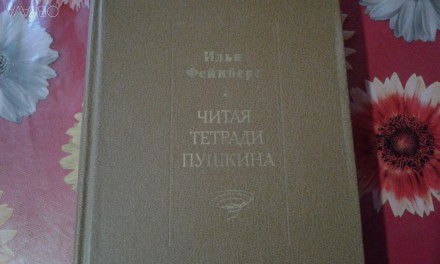 Илья
Фейнберг
ЧИТАЯ
ТЕТРАДИ
ПУШКИНА